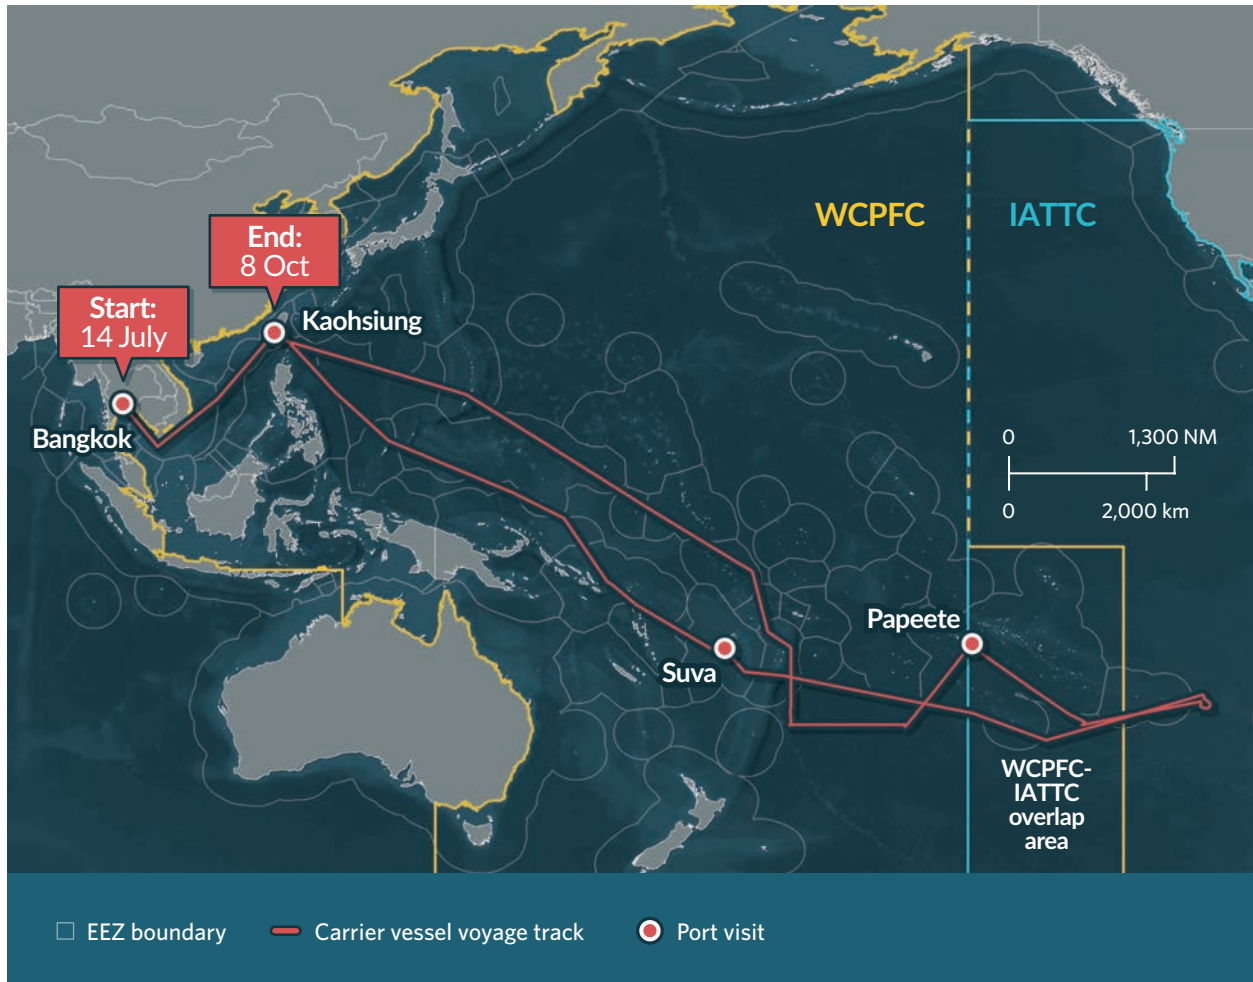 WCPFC
IATTC
End:
8 Oct
Start:
14 July
Kaohsiung
Bangkok
0
1,300 NM
0
2,000 km
Papeete
Suva
WCPFC-
IATTC
overlap
area
EEZ boundary
Carrier vessel voyage track
Port visit